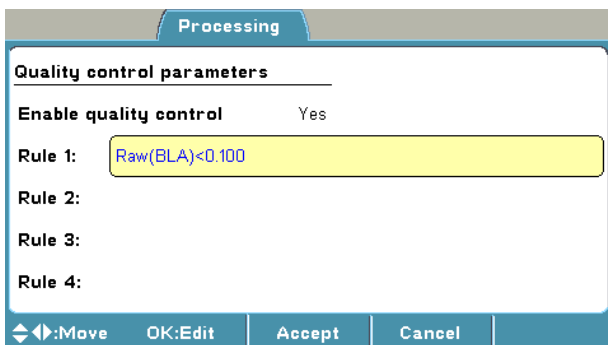 Processing
Quality control parameters
Enable quality control Yes
Rule 1: Raw(BLA)<0.100
Rule 2:
Rule 3:
Rule 4:
:Move OK:Edit Accept Cancel